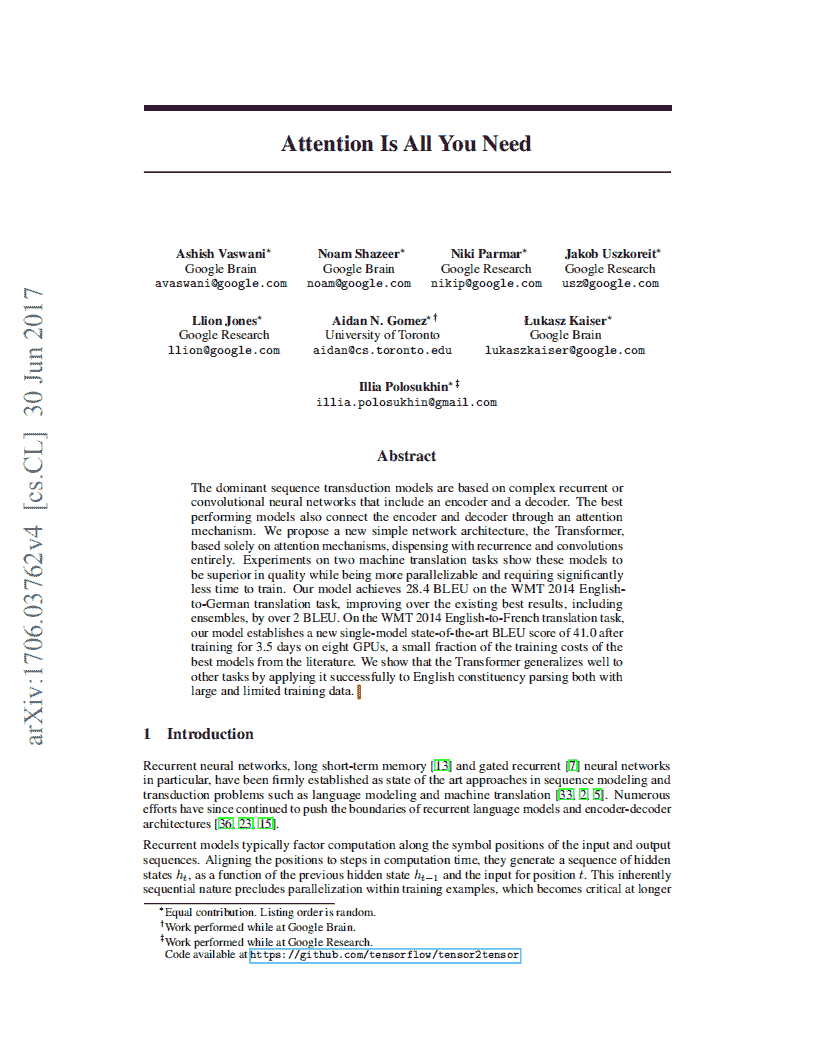 arXiv:1706.03762v4 [cs.CL] 30 Jun 2017
Attention Is All You Need
Ashish Vaswani* Noam Shazeer* Niki Parmar* Jakob Uszkoreit*
Google Brain Google Brain Google Research Google Research
avaswani@google.com noam@google.com nikip@google.com usz@google.com
Llion Jones* Aidan N. Gomez*† Łukasz Kaiser*
Google Research University of Toronto Google Brain
llion@google.com aidan@cs.toronto.edu lukaszkaiser@google.com
Illia Polosukhin*‡
illia.polosukhin@gmail.com
Abstract
The dominant sequence transduction models are based on complex recurrent or
convolutional neural networks that include an encoder and a decoder. The best
performing models also connect the encoder and decoder through an attention
mechanism. We propose a new simple network architecture, the Transformer,
based solely on attention mechanisms, dispensing with recurrence and convolutions
entirely. Experiments on two machine translation tasks show these models to
be superior in quality while being more parallelizable and requiring significantly
less time to train. Our model achieves 28.4 BLEU on the WMT 2014 English-
to-German translation task, improving over the existing best results, including
ensembles, by over 2 BLEU. On the WMT 2014 English-to-French translation task,
our model establishes a new single-model state-of-the-art BLEU score of 41.0 after
training for 3.5 days on eight GPUs, a small fraction of the training costs of the
best models from the literature. We show that the Transformer generalizes well to
other tasks by applying it successfully to English constituency parsing both with
large and limited training data.
1 Introduction
Recurrent neural networks, long short-term memory [13] and gated recurrent [7] neural networks
in particular, have been firmly established as state of the art approaches in sequence modeling and
transduction problems such as language modeling and machine translation [33, 2, 5]. Numerous
efforts have since continued to push the boundaries of recurrent language models and encoder-decoder
architectures [36, 23, 15].
Recurrent models typically factor computation along the symbol positions of the input and output
sequences. Aligning the positions to steps in computation time, they generate a sequence of hidden
states hₜ, as a function of the previous hidden state hₜ₋₁ and the input for position t. This inherently
sequential nature precludes parallelization within training examples, which becomes critical at longer
*Equal contribution. Listing order is random.
†Work performed while at Google Brain.
‡Work performed while at Google Research.
Code available at https://github.com/tensorflow/tensor2tensor